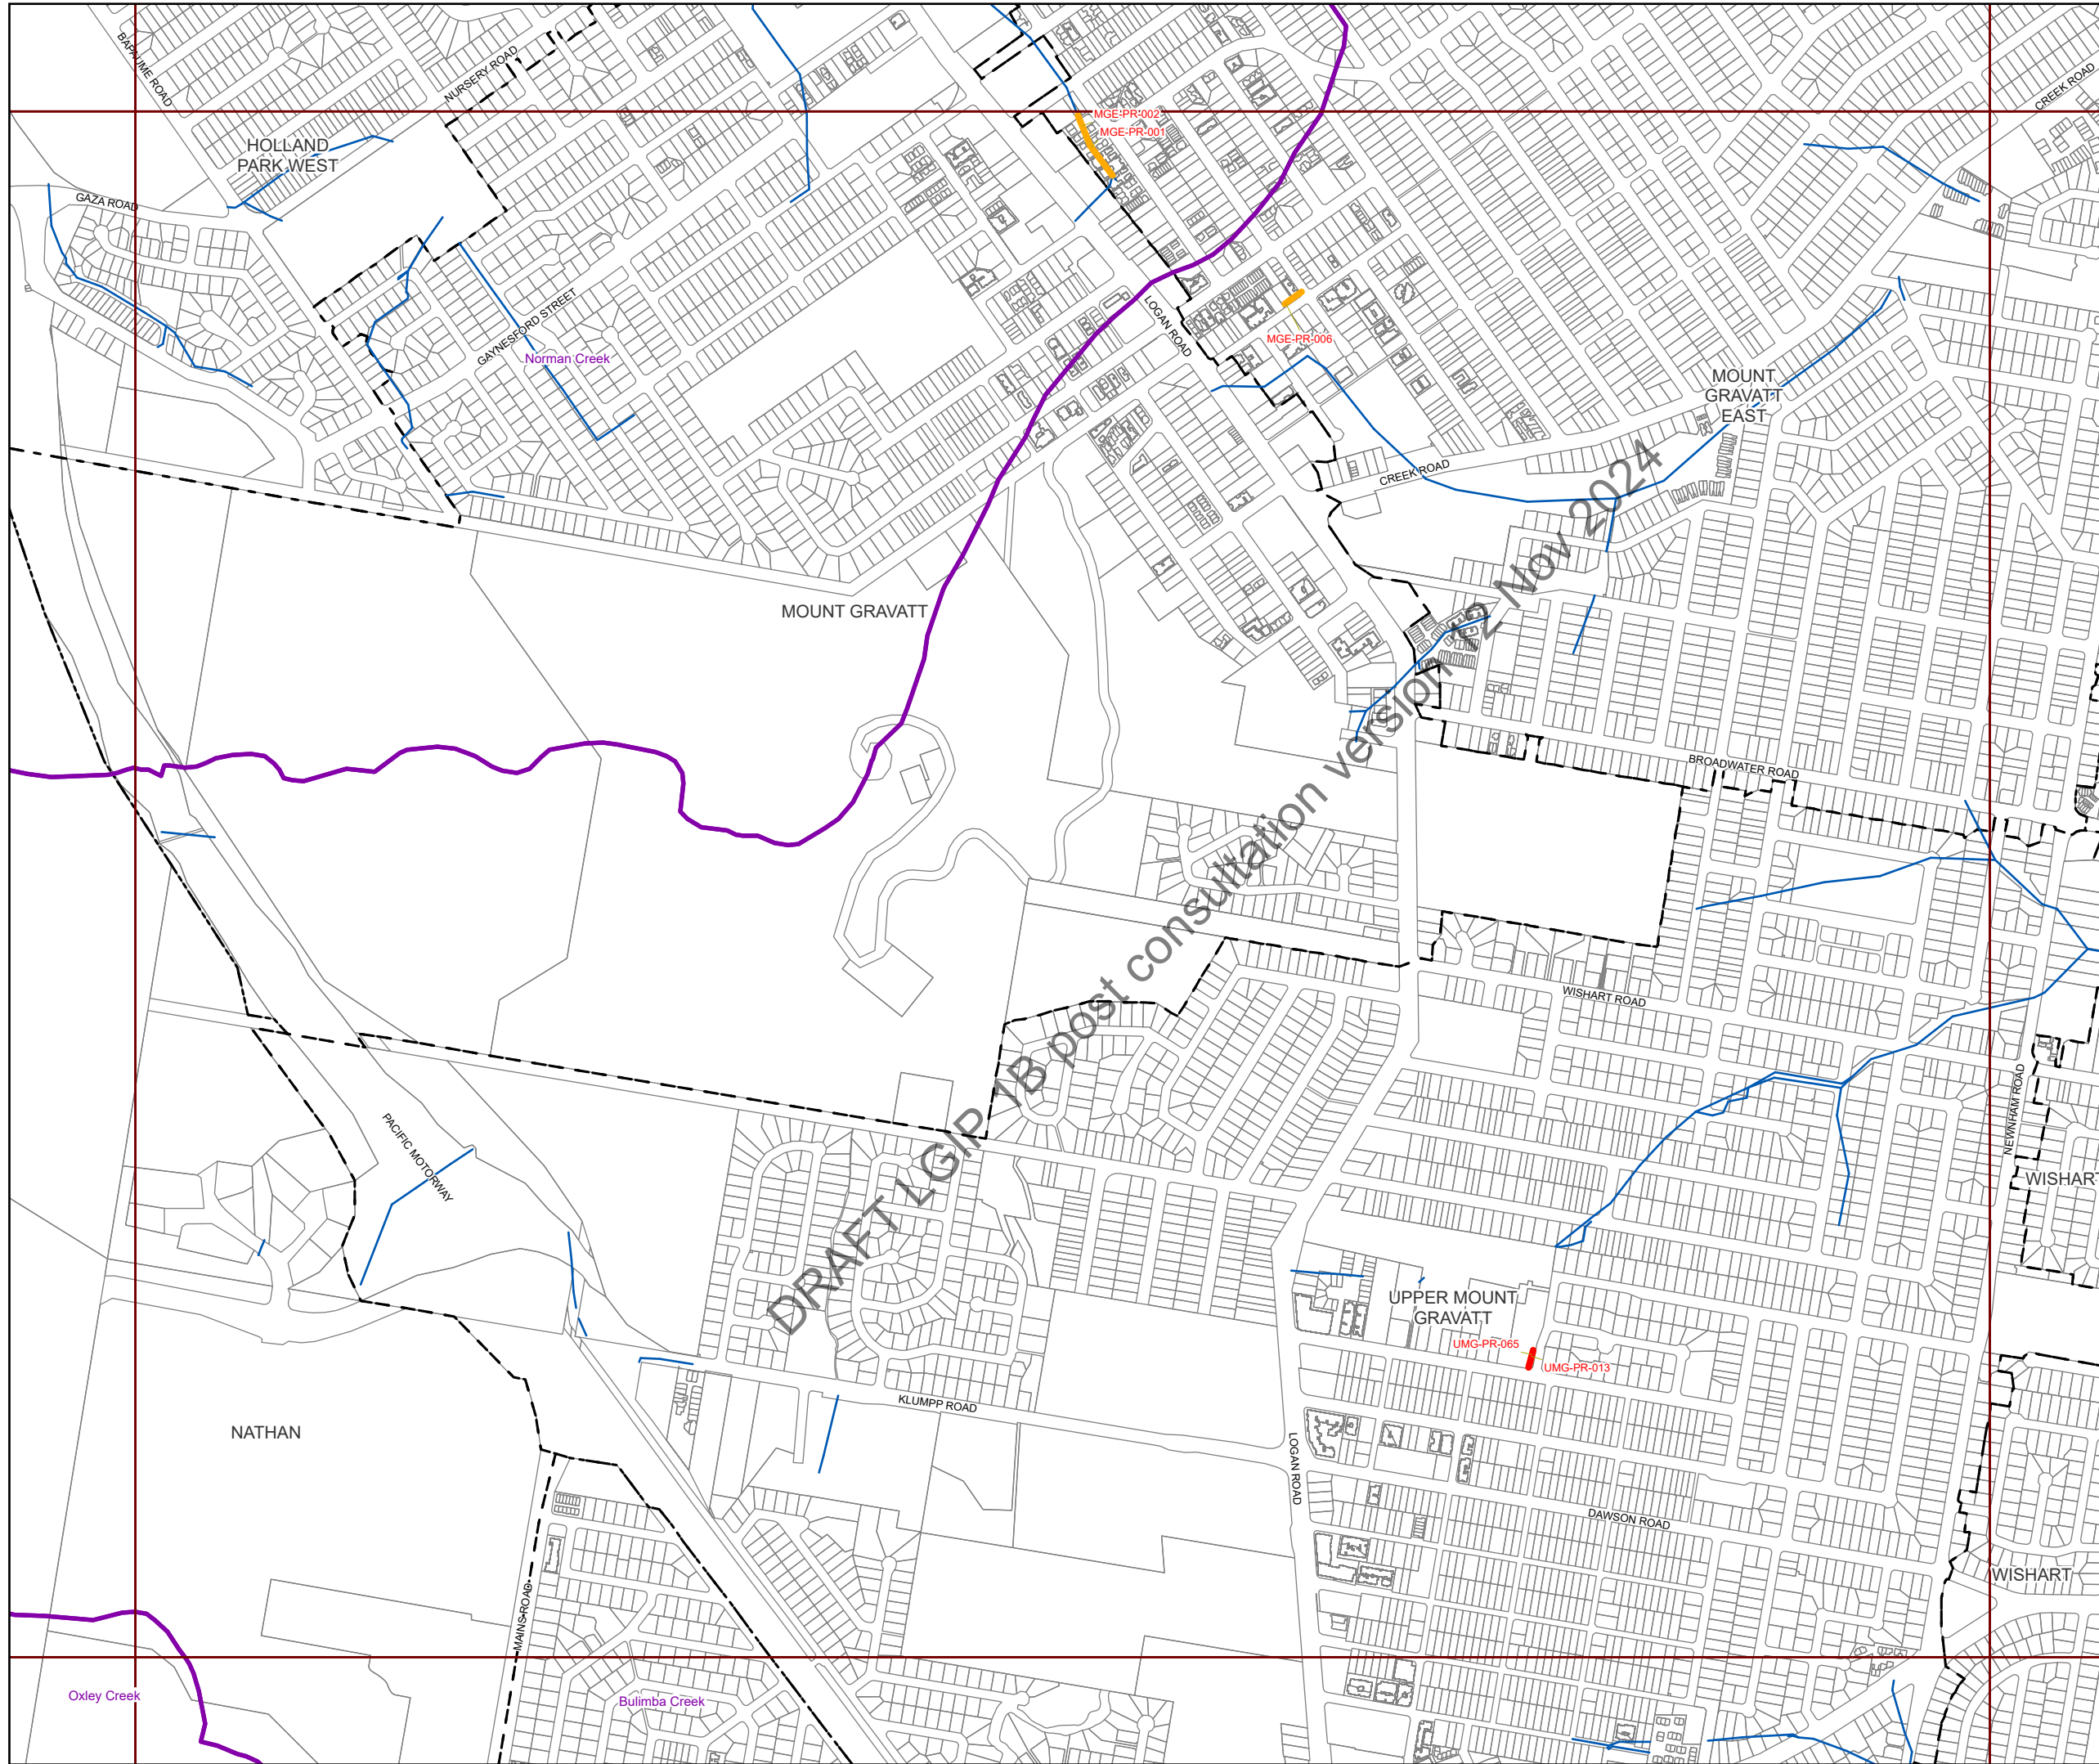 BAPAUME ROAD
NURSERY ROAD
CREEK ROAD
MGE-PR-002
MGE-PR-001
HOLLAND
PARK WEST
GAZA ROAD
LOGAN ROAD
GAYNESFORD STREET
Norman Creek
MGE-PR-006
MOUNT
GRAVATT
EAST
CREEK ROAD
MOUNT GRAVATT
BROADWATER ROAD
DRAFT LGIP 1B post consultation version 12 Nov 2024
WISHART ROAD
PACIFIC MOTORWAY
NEWNHAM ROAD
WISHAR
UPPER MOUNT
GRAVATT
UMG-PR-065
UMG-PR-013
KLUMPP ROAD
NATHAN
LOGAN ROAD
DAWSON ROAD
WISHART
MAINS ROAD
Oxley Creek
Bulimba Creek